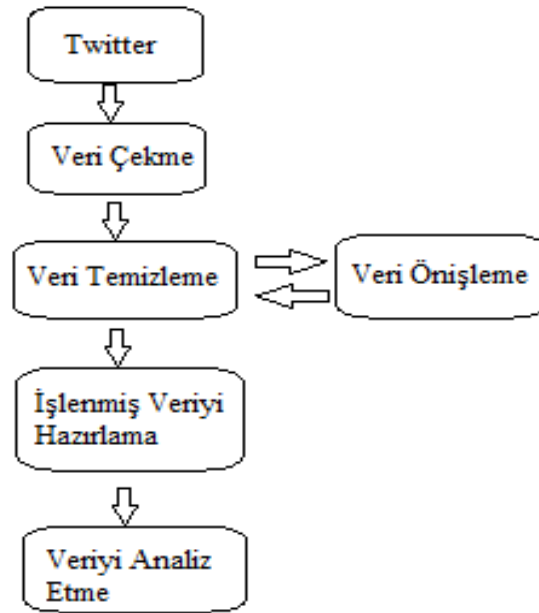 Twitter
Veri Çekme
Veri Temizleme
Veri Önişleme
İşlenmiş Veriyi
Hazırlama
Veriyi Analiz
Etme